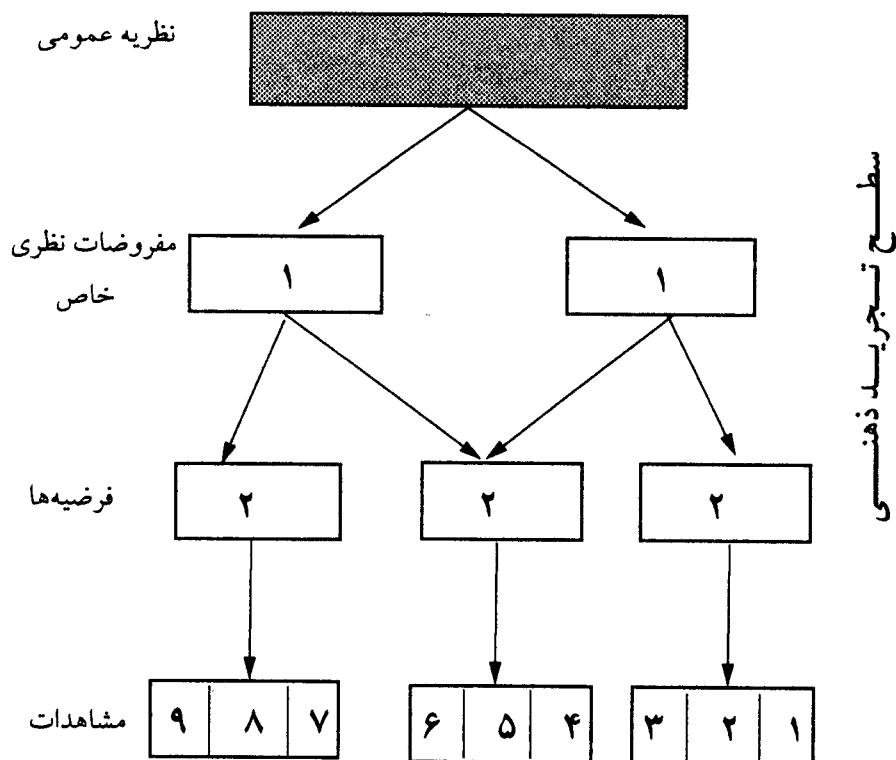 نظریه عمومی
سطح تجرید ذهنی
مفروضات نظری
خاص
۱
۱
فرضیه‌ها
۲
۲
۲
مشاهدات
۱ ۲ ۳
۴ ۵ ۶
۷ ۸ ۹